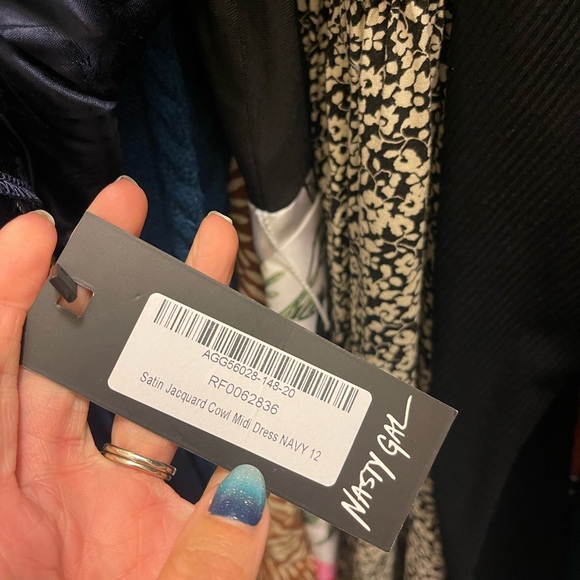 AGG56028-148-20
RF0062836
Satin Jacquard Cowl Midi Dress NAVY 12
NASTY GAL